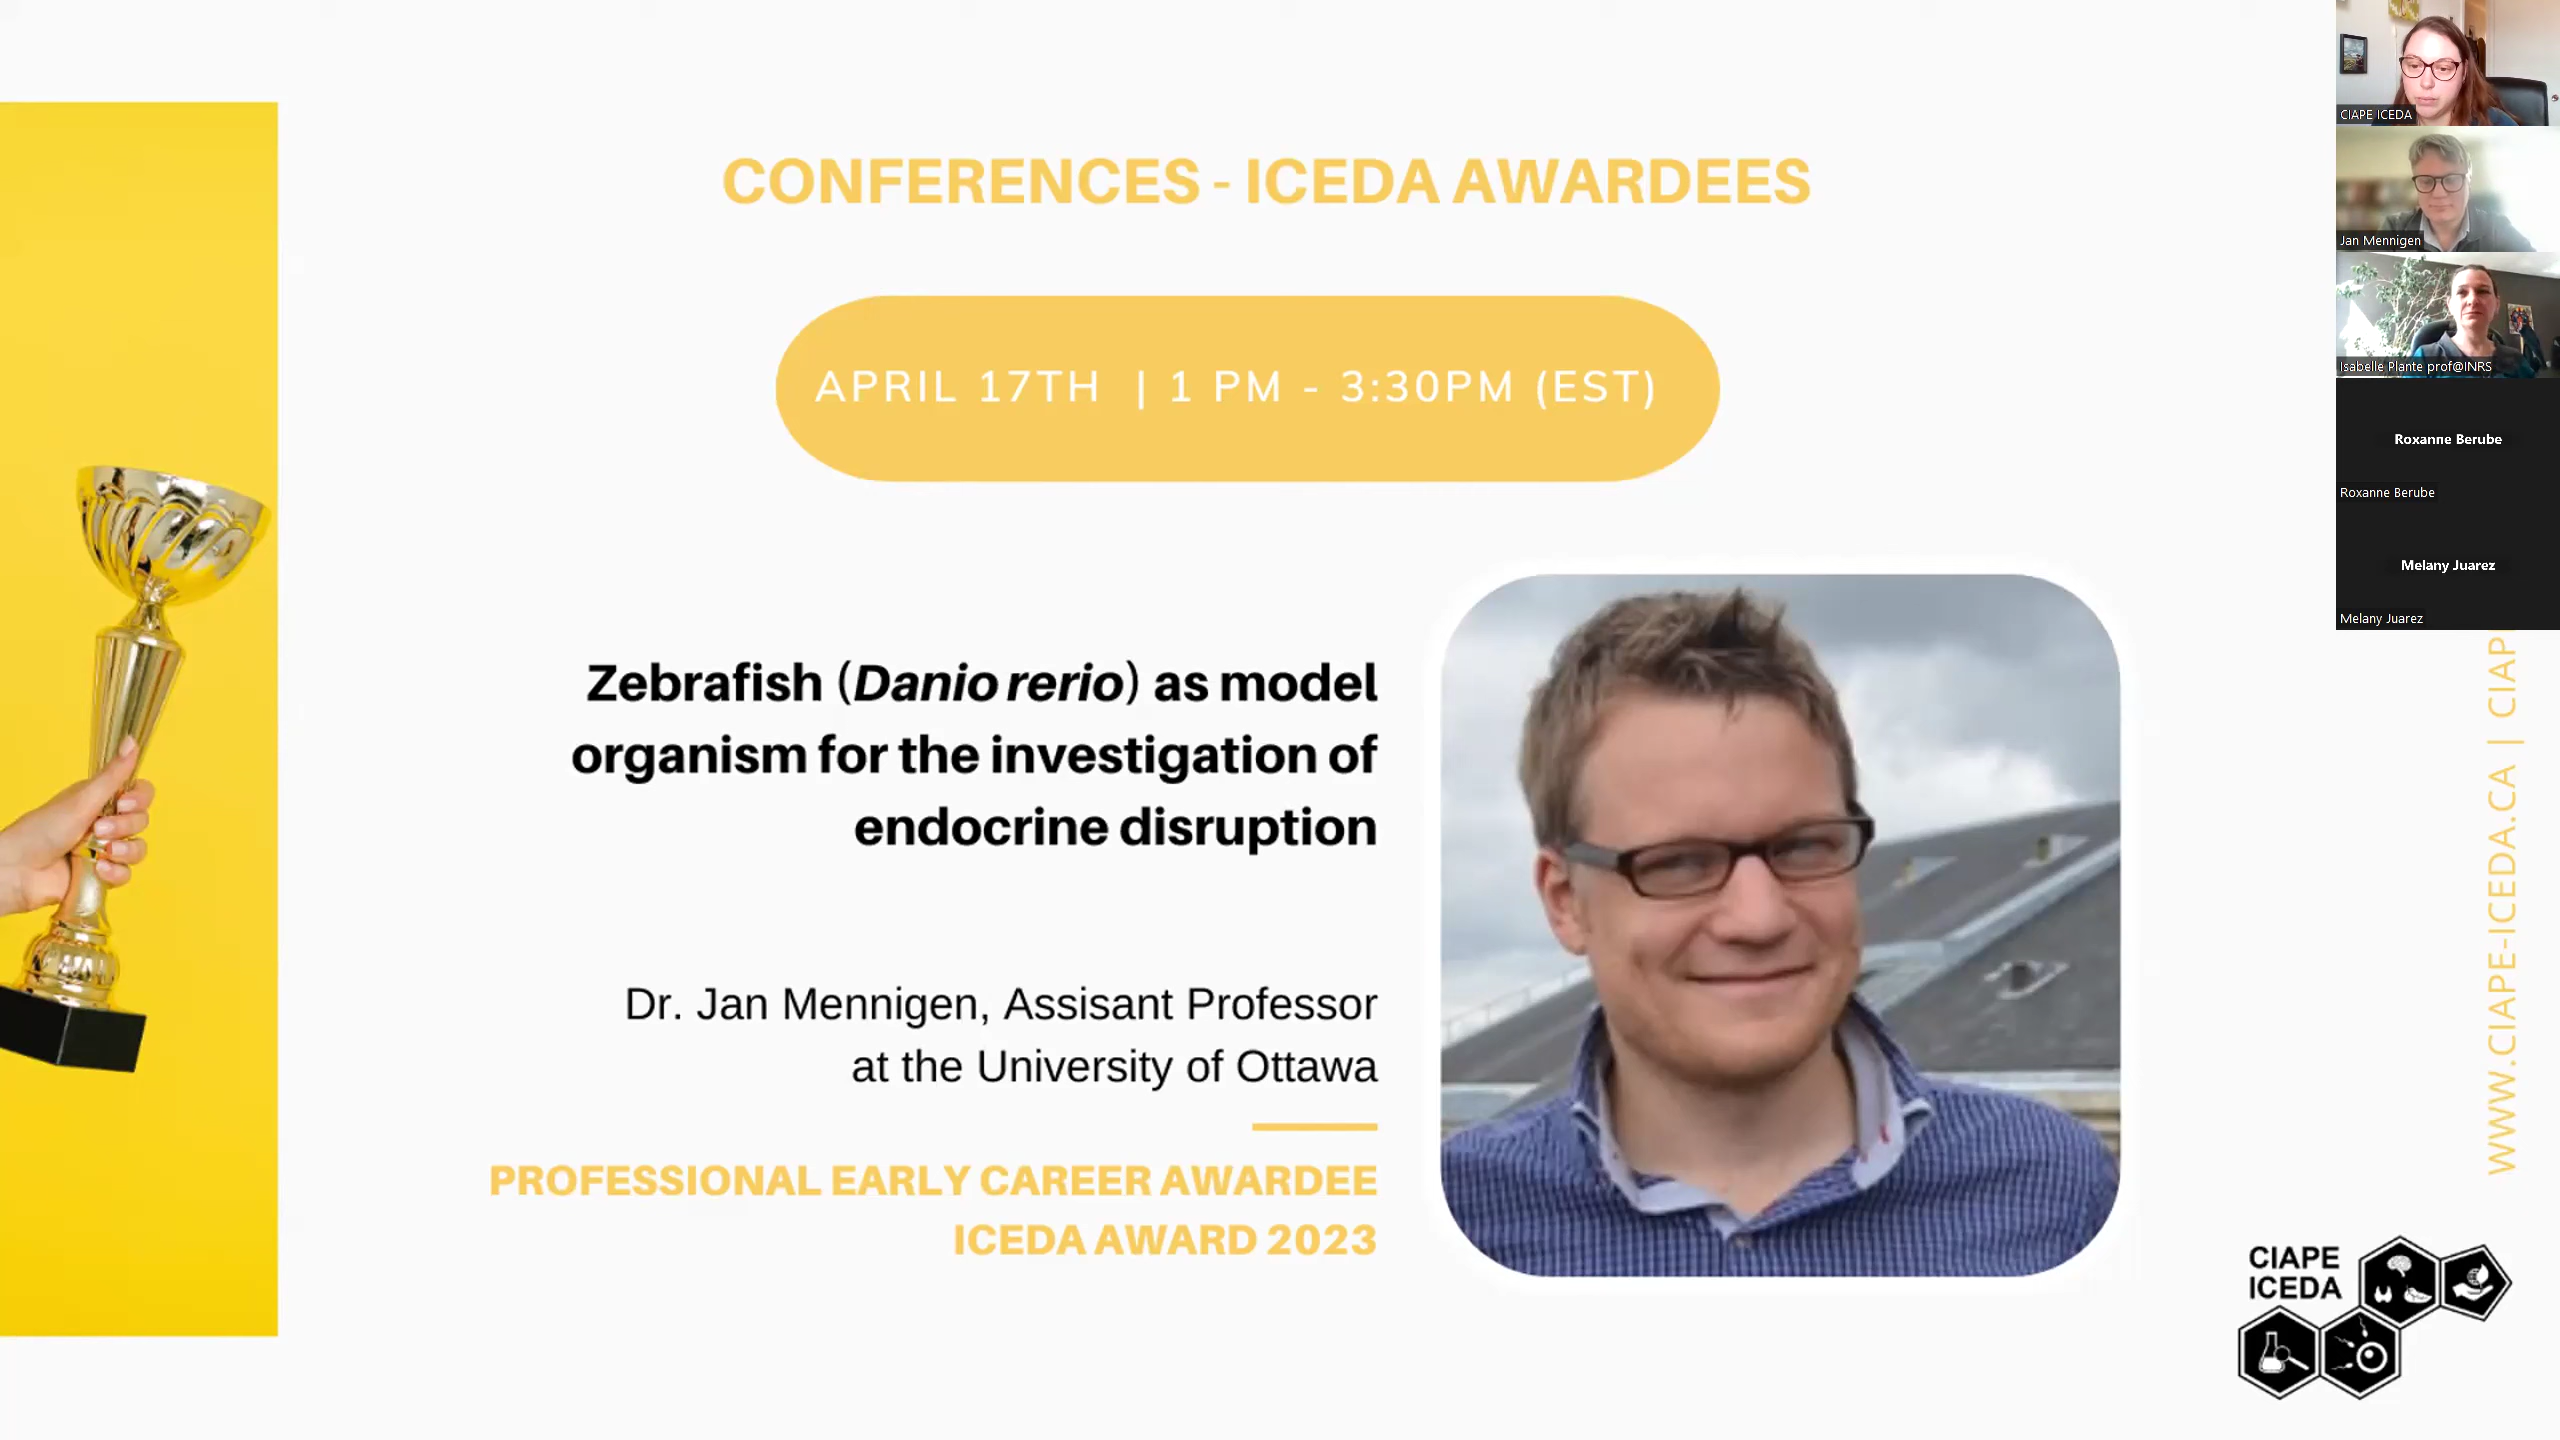 CONFERENCES - ICEDA AWARDEES
APRIL 17TH | 1 PM - 3:30PM (EST)
Zebrafish (Danio rerio) as model
organism for the investigation of
endocrine disruption
Dr. Jan Mennigen, Assisant Professor
at the University of Ottawa
PROFESSIONAL EARLY CAREER AWARDEE
ICEDA AWARD 2023
CIAPE ICEDA
Jan Mennigen
Isabelle Plante prof@INRS
Roxanne Berube
Roxanne Berube
Melany Juarez
Melany Juarez
WWW.CIAPE-ICEDA.CA | CIAP
CIAPE
ICEDA